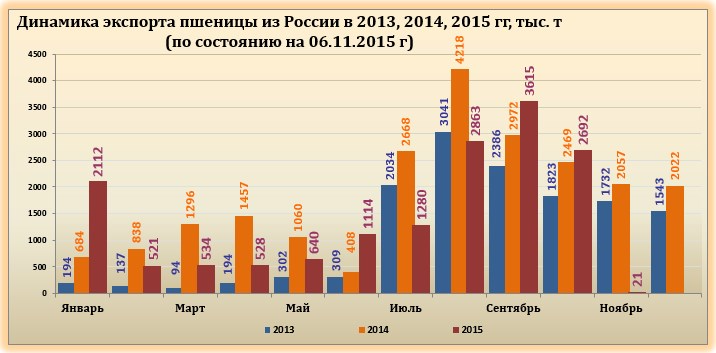 Динамика экспорта пшеницы из России в 2013, 2014, 2015 гг, тыс. т
(по состоянию на 06.11.2015 г)
4500
4000
3500
3000
2500
2000
1500
1000
500
0
194 684 2112
137 838 521
94 1296 534
194 1457 528
302 1060 640
309 408 1114
2034 2668 1280
3041 4218 2863
2386 2972 3615
1823 2469 2692
1732 2057 21
1543 2022
Январь Март Май Июль Сентябрь Ноябрь
2013 2014 2015